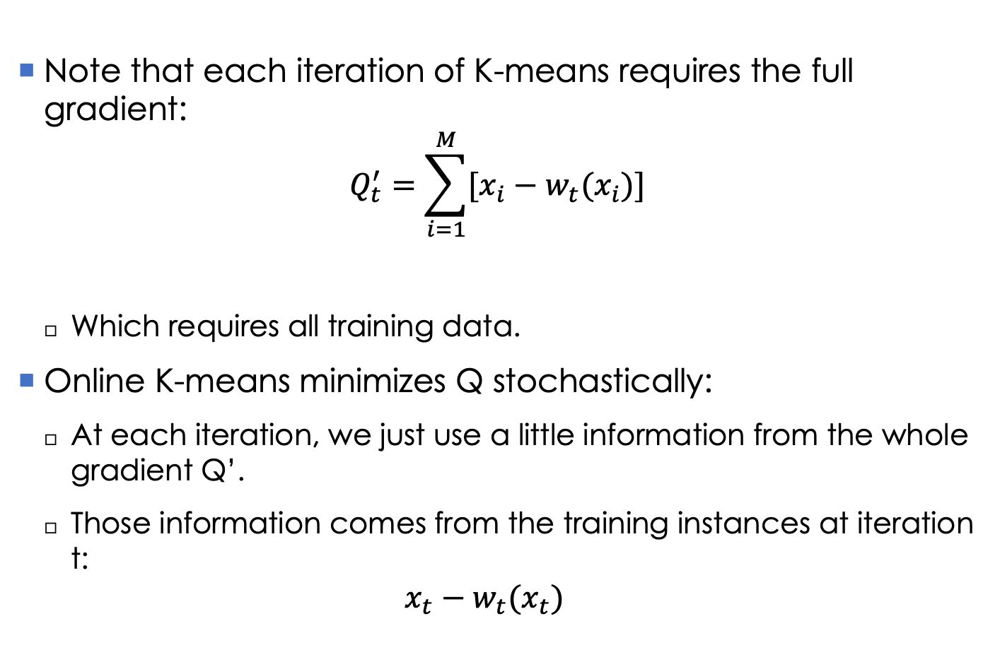 Note that each iteration of K-means requires the full
gradient:
Q′_t = ∑_{i=1}^{M} [x_i − w_t(x_i)]
Which requires all training data.
Online K-means minimizes Q stochastically:
At each iteration, we just use a little information from the whole
gradient Q’.
Those information comes from the training instances at iteration
t:
x_t − w_t(x_t)